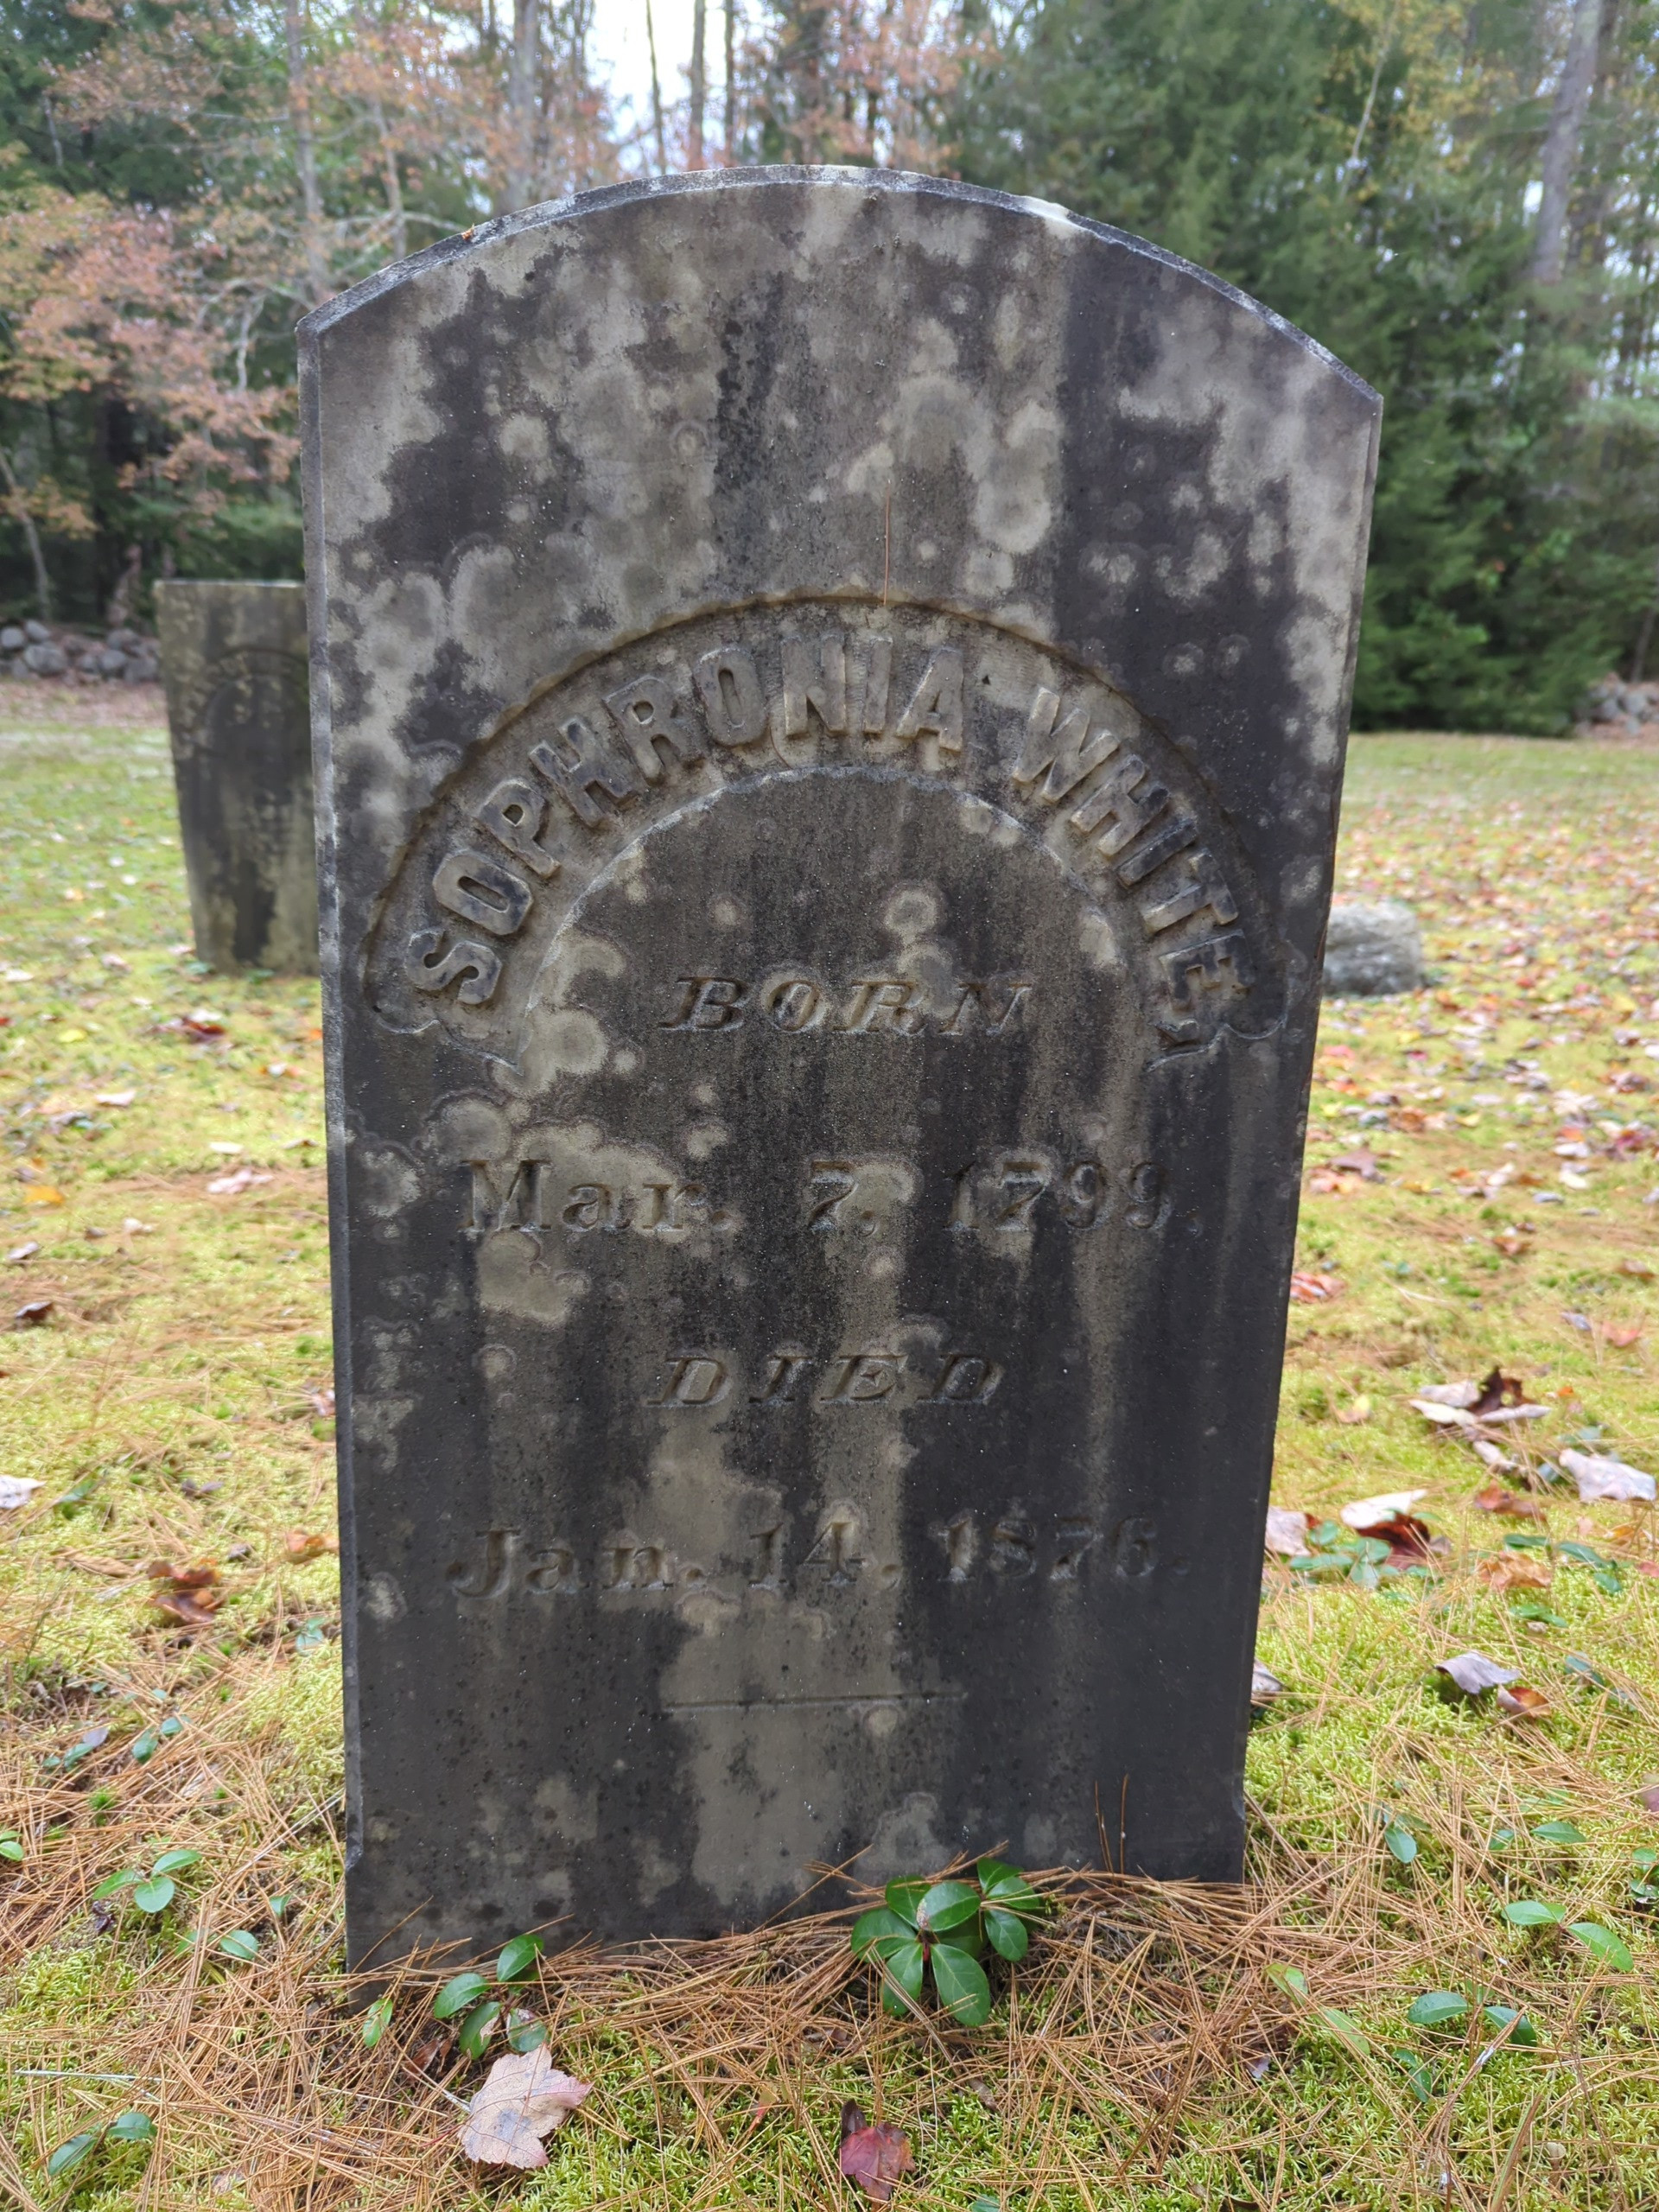 SOPHRONIA WHITE,
BORN
Mar. 7, 1799.
DIED
Jan. 14, 1876.